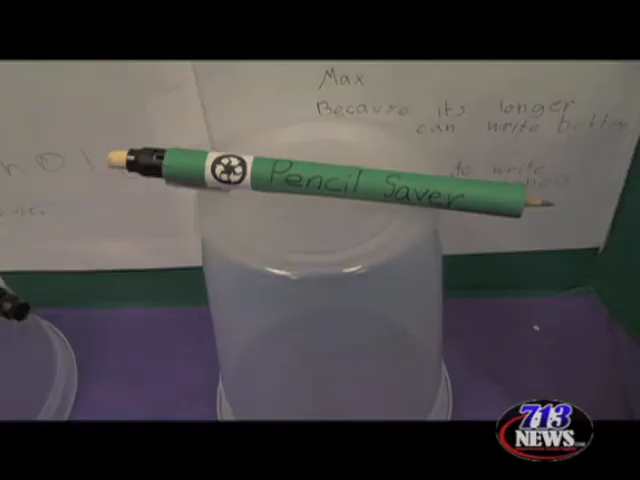 Max
Because its longer
can write better
to write
Pencil Saver
713
NEWS